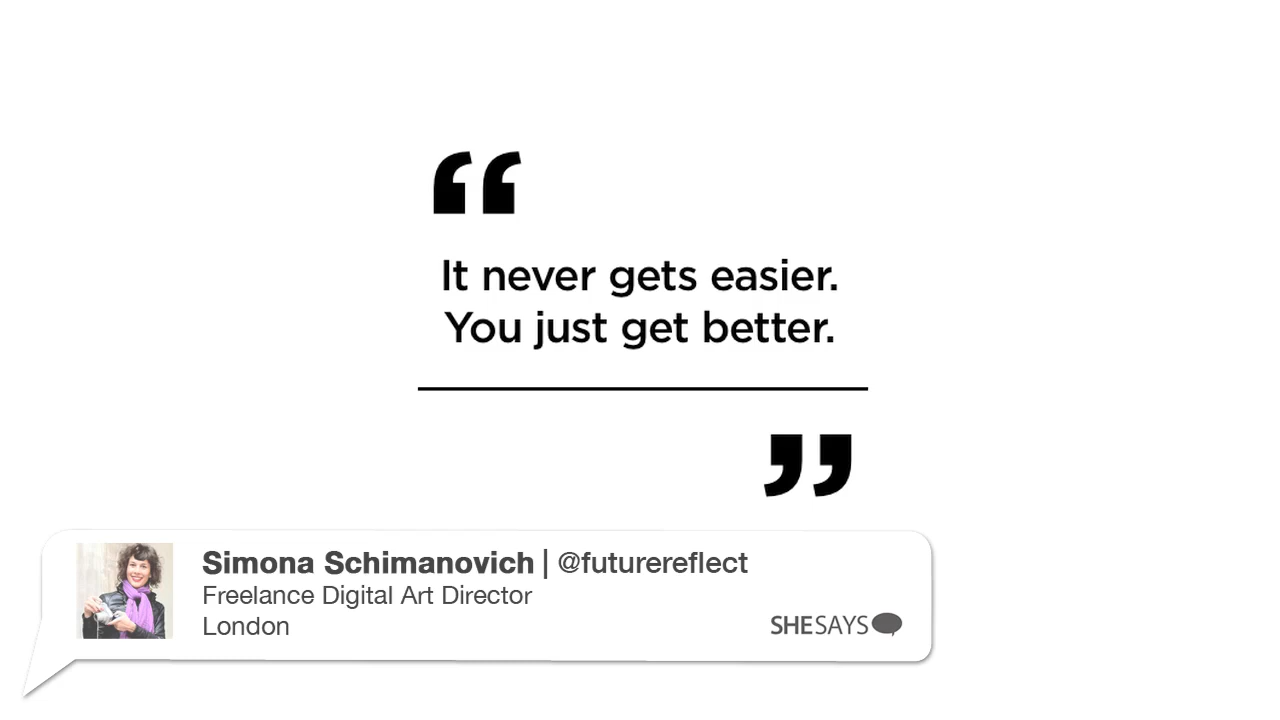 “
It never gets easier.
You just get better.
”
Simona Schimanovich | @futurereflect
Freelance Digital Art Director
London
SHESAYS